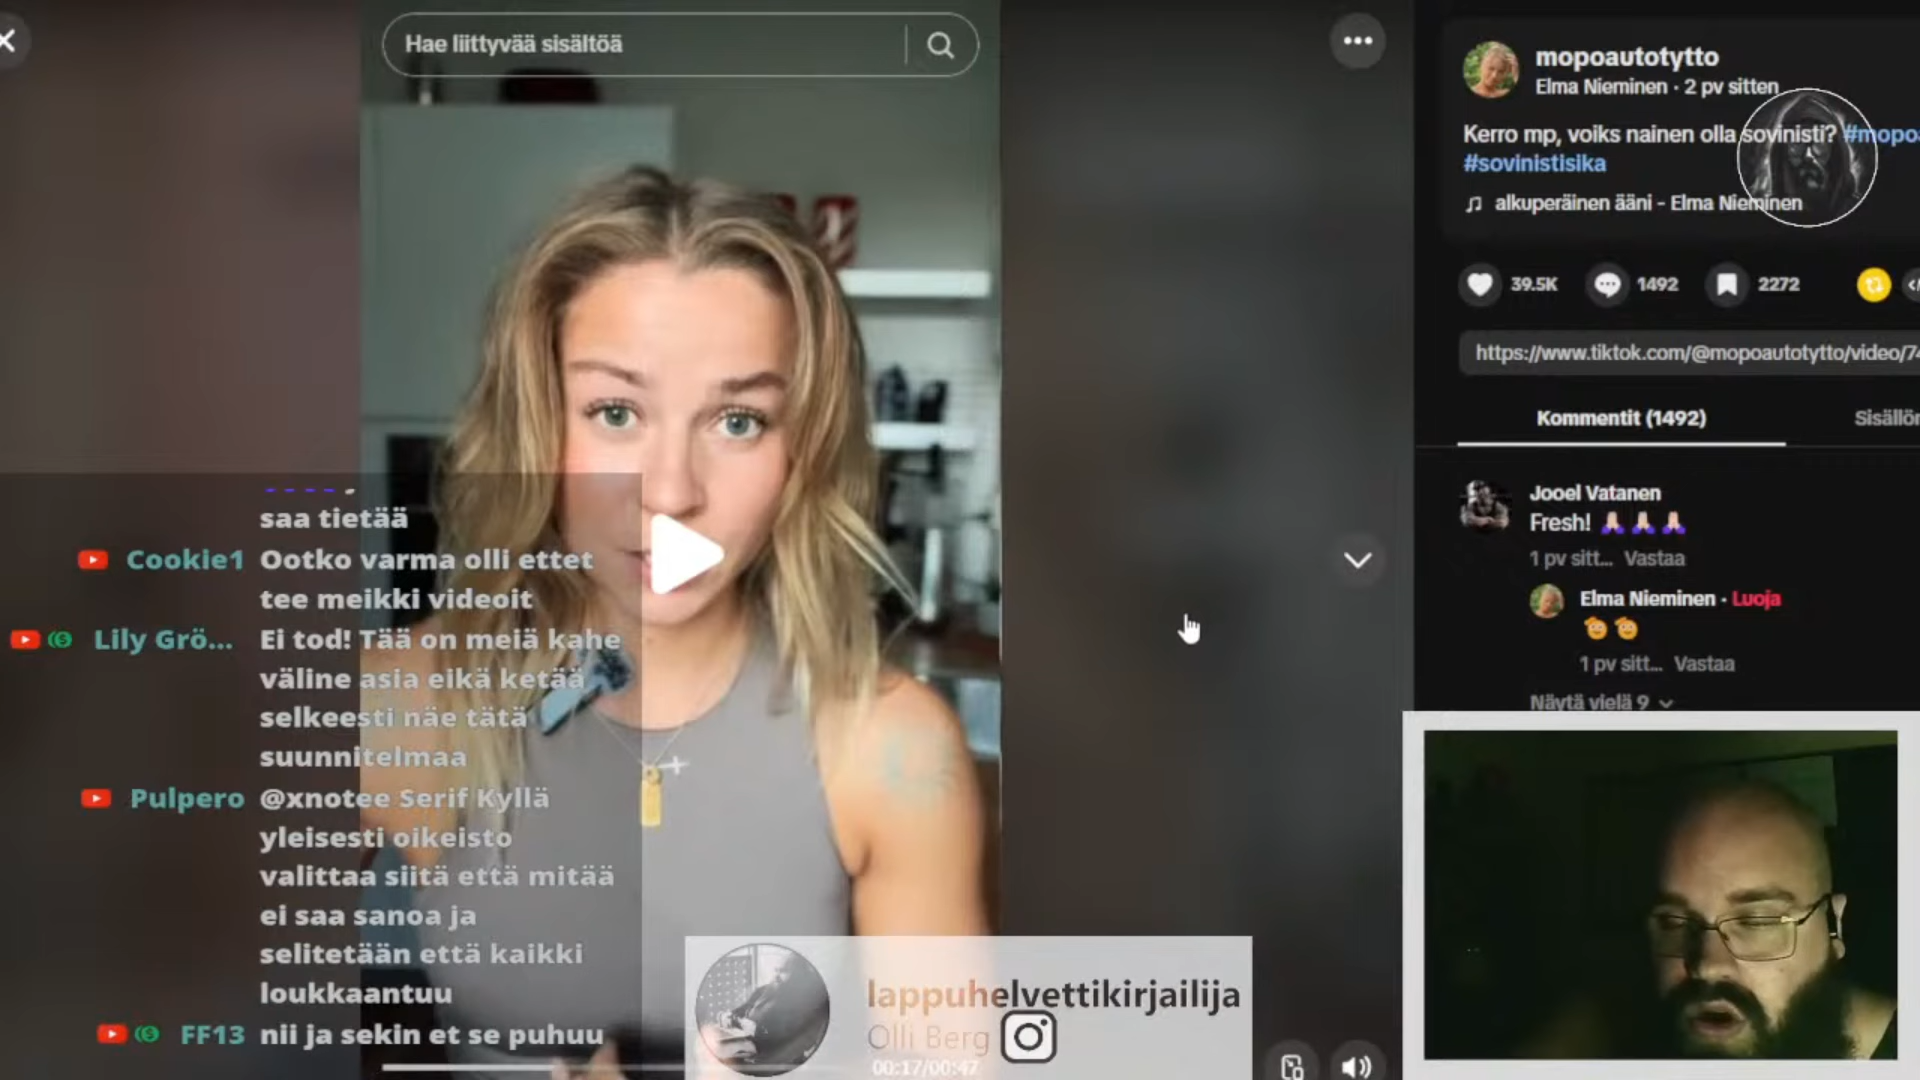 Hae liittyvää sisältöä
mopoautotytto
Elma Nieminen · 2 pv sitten
Kerro mp, voiks nainen olla sovinisti?
#sovinistisika
alkuperäinen ääni - Elma Nieminen
39.5K
1492
2272
https://www.tiktok.com/@mopoautotytto/video/7
Kommentit (1492)
Jooel Vatanen
Fresh! 🙏🏻🙏🏻🙏🏻
1 pv sitt... Vastaa
Elma Nieminen · Luoja
1 pv sitt... Vastaa
Näytä vielä 9
saa tietää
Cookie1 Ootko varma olli ettet
tee meikki videoit
Lily Grö... Ei tod! Tää on meiä kahe
väline asia eikä ketää
selkeesti näe tätä
suunnitelmaa
Pulpero @xnotee Serif Kyllä
yleisesti oikeisto
valittaa siitä että mitää
ei saa sanoa ja
selitetään että kaikki
loukkaantuu
FF13 nii ja sekin et se puhuu
lappuhelvettikirjailija
Olli Berg
00:17/00:47